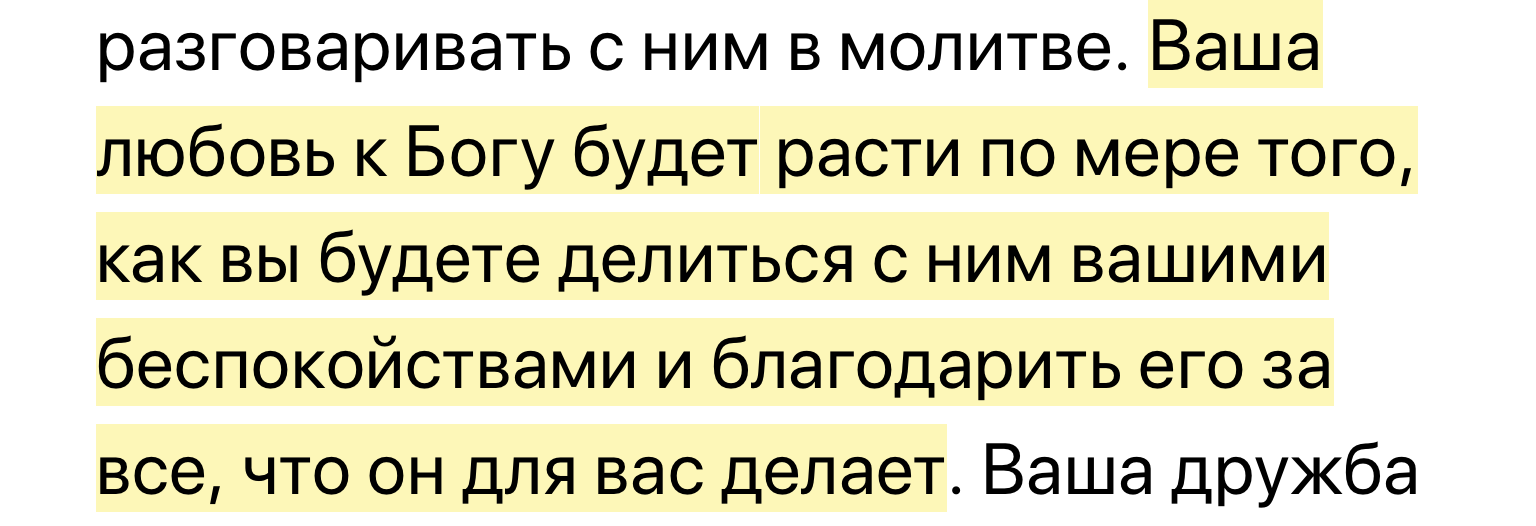 разговаривать с ним в молитве. Ваша
любовь к Богу будет расти по мере того,
как вы будете делиться с ним вашими
беспокойствами и благодарить его за
все, что он для вас делает. Ваша дружба